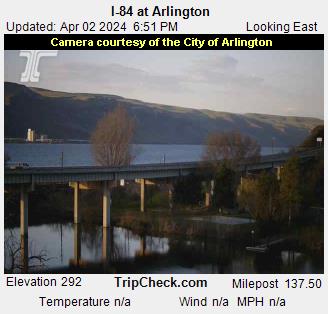 I-84 at Arlington
Updated: Apr 02 2024 6:51 PM Looking East
Camera courtesy of the City of Arlington
Elevation 292 TripCheck.com Milepost 137.50
Temperature n/a Wind n/a MPH n/a